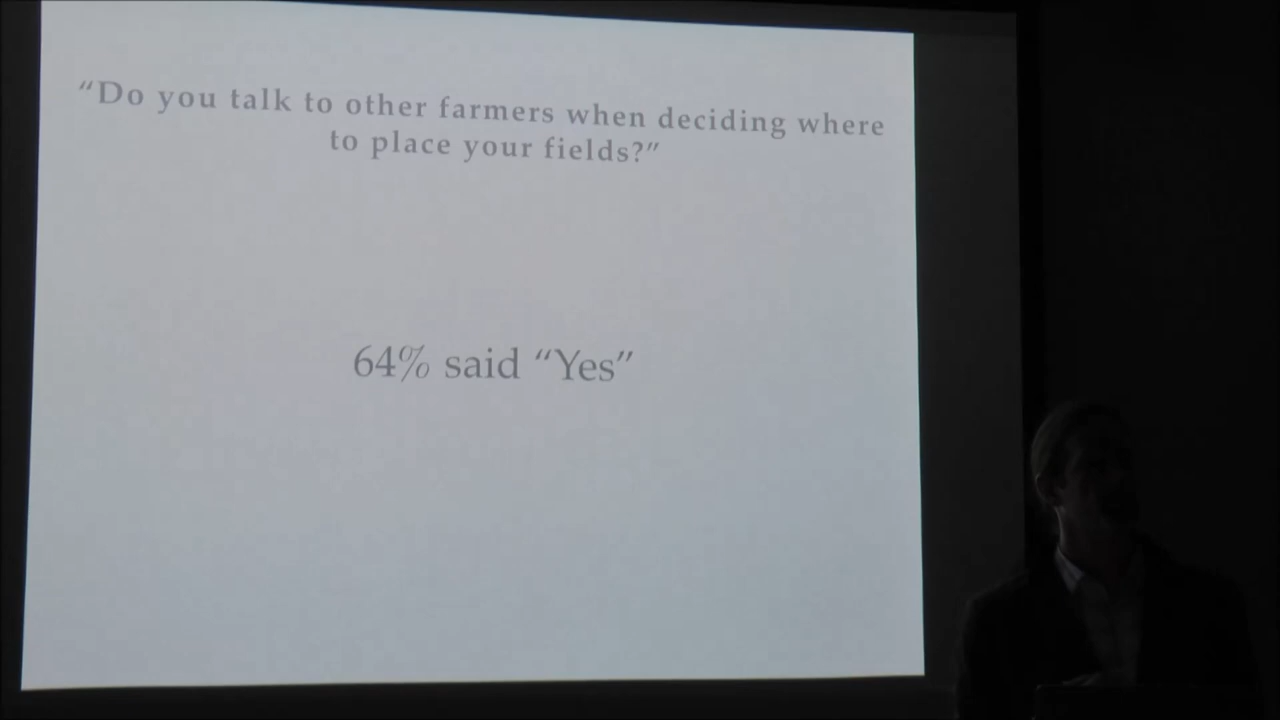 “Do you talk to other farmers when deciding where
to place your fields?”
64% said “Yes”